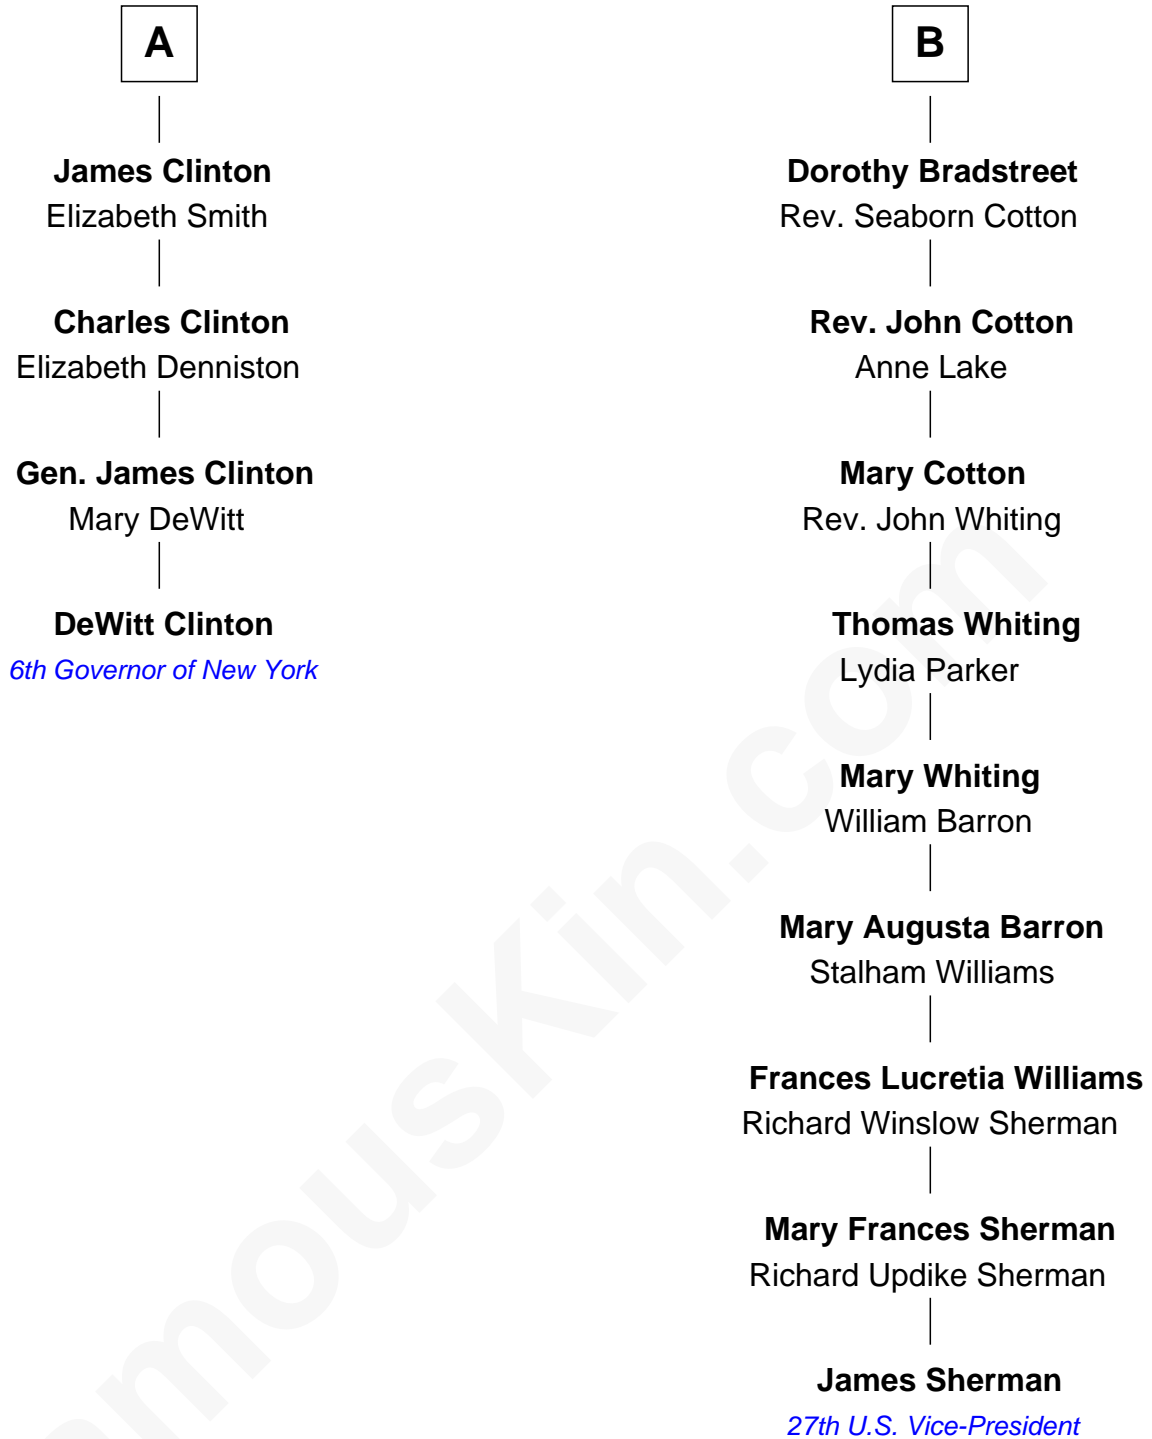 A
James Clinton
Elizabeth Smith
Charles Clinton
Elizabeth Denniston
Gen. James Clinton
Mary DeWitt
DeWitt Clinton
6th Governor of New York
B
Dorothy Bradstreet
Rev. Seaborn Cotton
Rev. John Cotton
Anne Lake
Mary Cotton
Rev. John Whiting
Thomas Whiting
Lydia Parker
Mary Whiting
William Barron
Mary Augusta Barron
Stalham Williams
Frances Lucretia Williams
Richard Winslow Sherman
Mary Frances Sherman
Richard Updike Sherman
James Sherman
27th U.S. Vice-President
amouskin.com